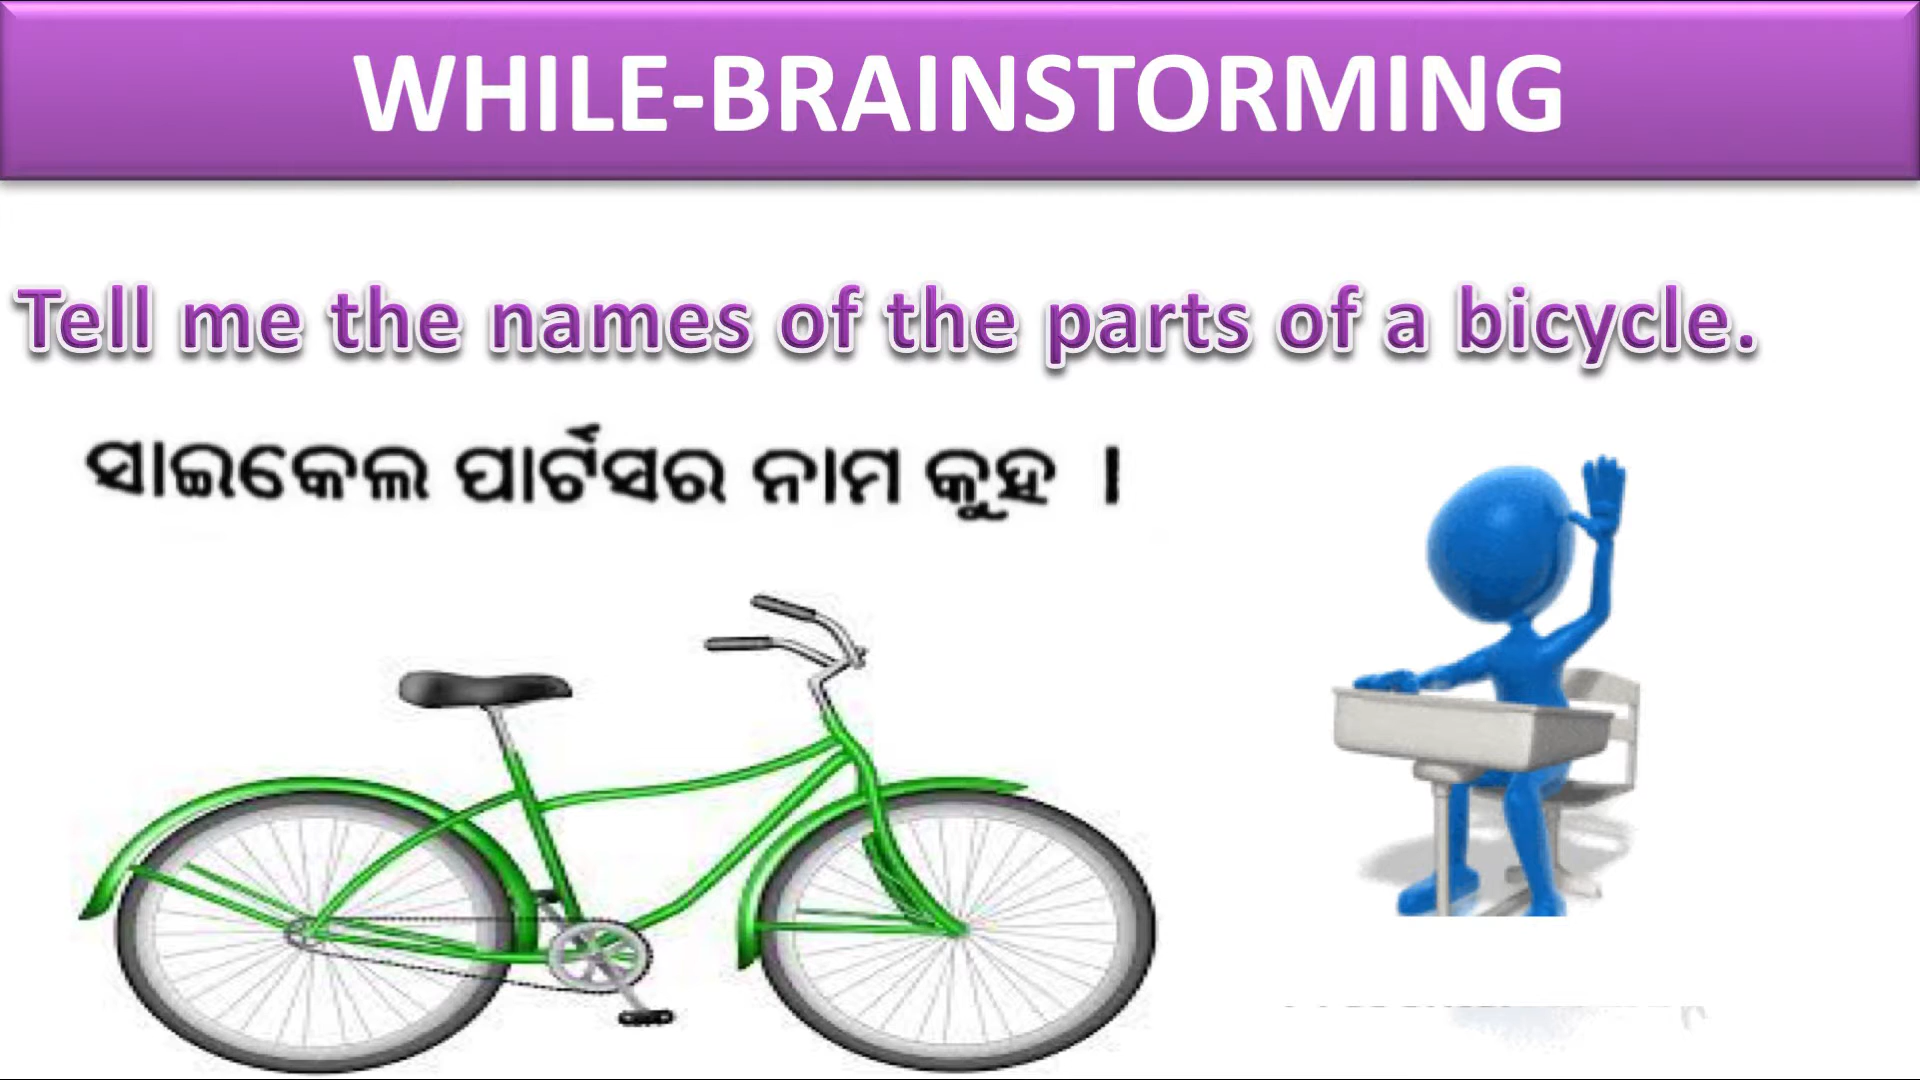 WHILE-BRAINSTORMING
Tell me the names of the parts of a bicycle.
ସାଇକେଲ ପାର୍ଟସର ନାମ କୁହ ।